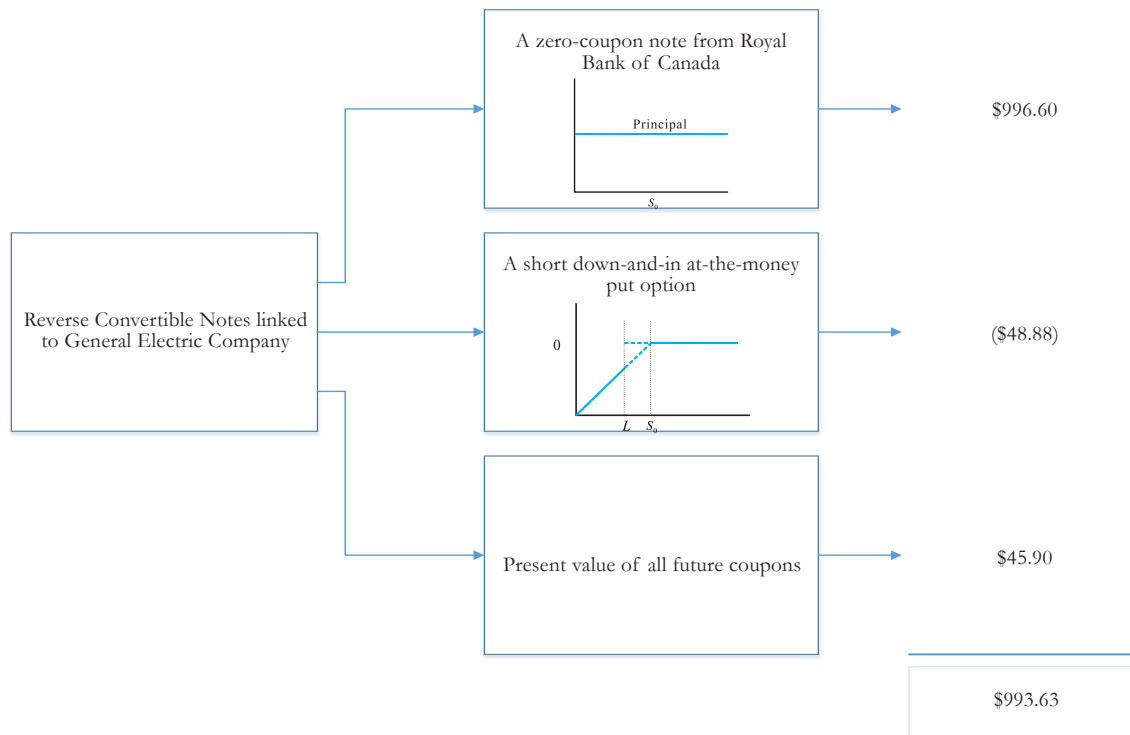 A zero-coupon note from Royal
Bank of Canada
Principal
S₀
$996.60
Reverse Convertible Notes linked
to General Electric Company
A short down-and-in at-the-money
put option
0
L S₀
($48.88)
Present value of all future coupons
$45.90
$993.63